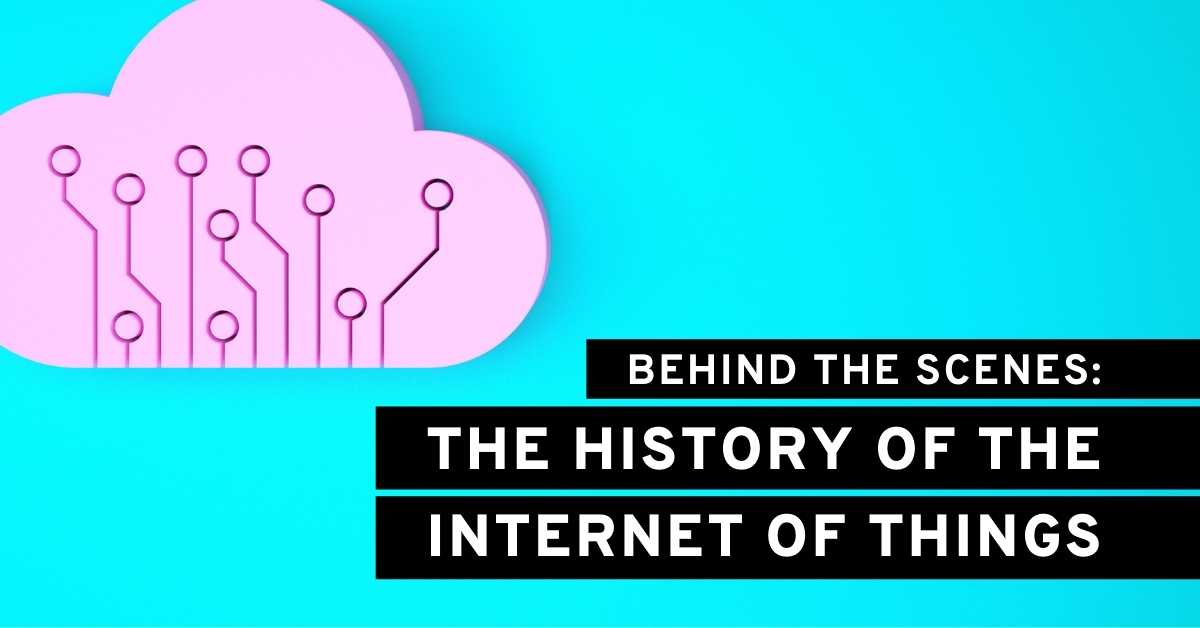 BEHIND THE SCENES:
THE HISTORY OF THE
INTERNET OF THINGS